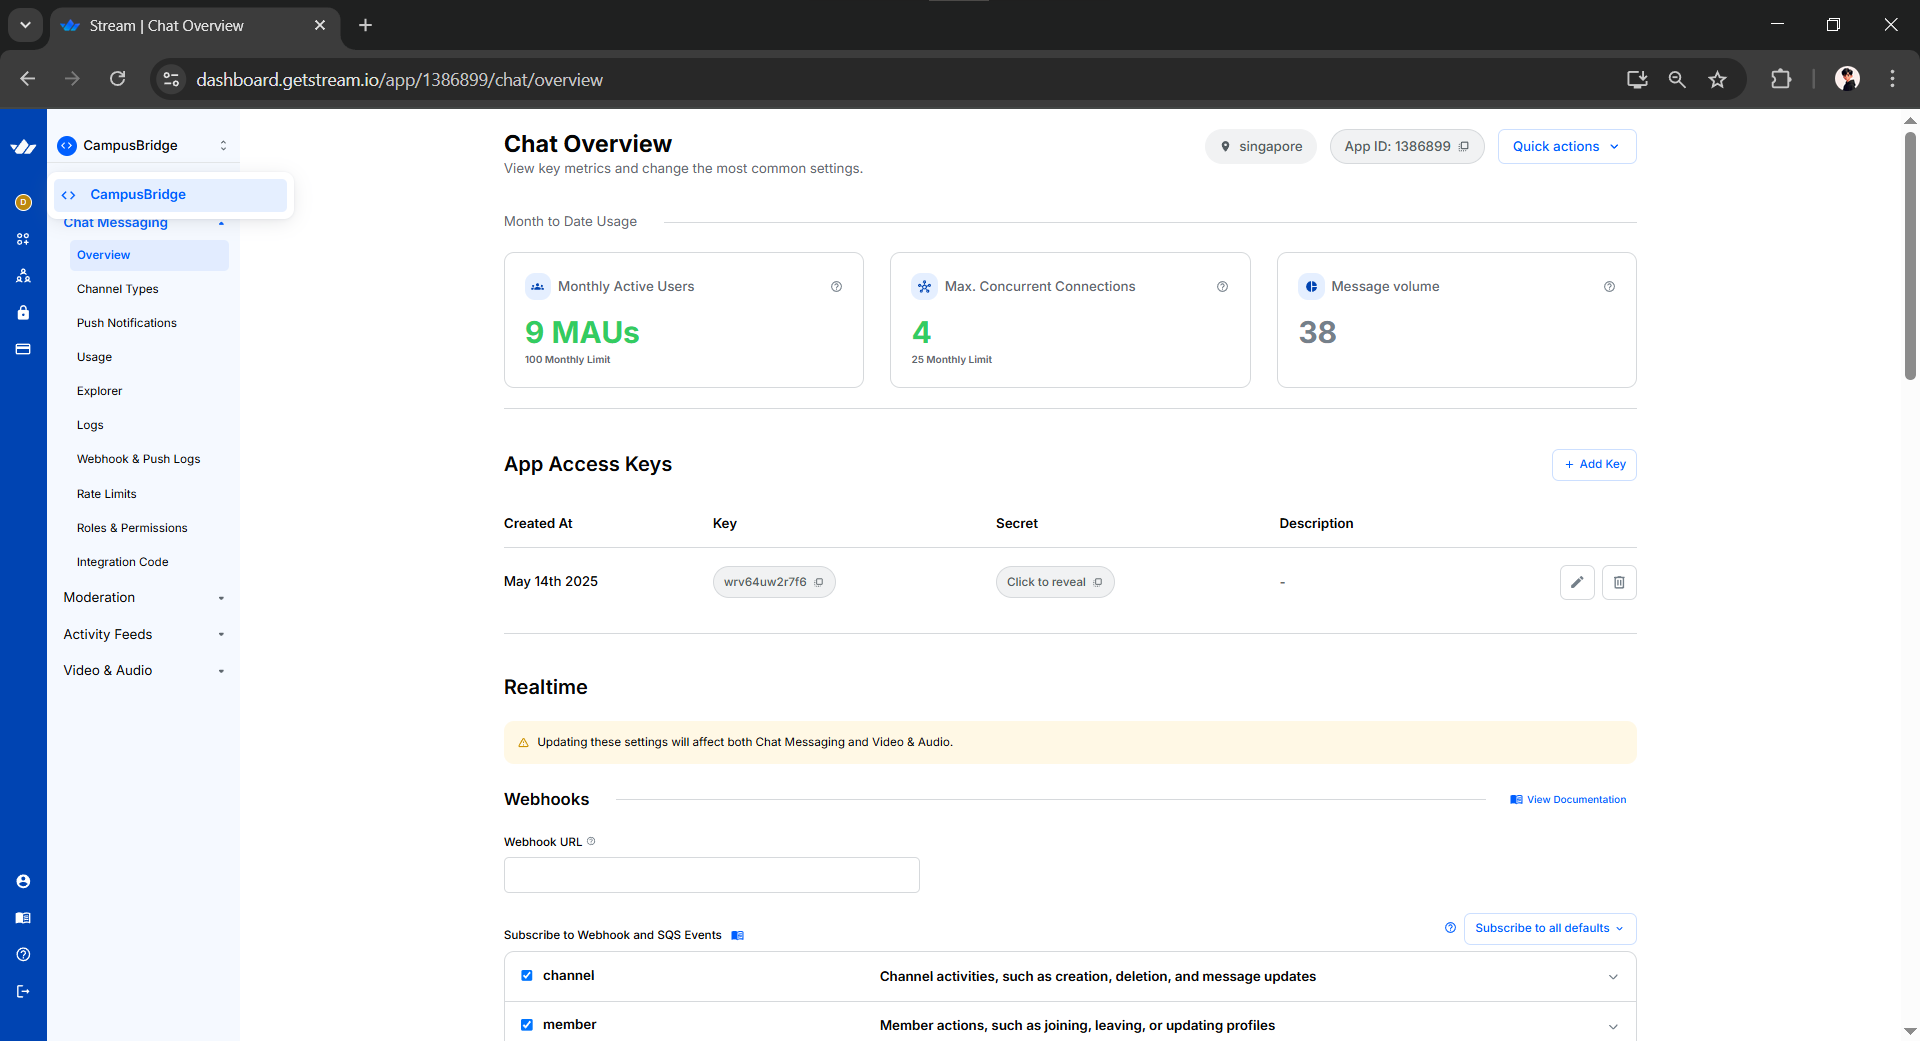 Stream | Chat Overview
dashboard.getstream.io/app/1386899/chat/overview
CampusBridge
CampusBridge
D
Chat Messaging
Overview
Channel Types
Push Notifications
Usage
Explorer
Logs
Webhook & Push Logs
Rate Limits
Roles & Permissions
Integration Code
Moderation
Activity Feeds
Video & Audio
Chat Overview
View key metrics and change the most common settings.
singapore
App ID: 1386899
Quick actions
Month to Date Usage
Monthly Active Users
9 MAUs
100 Monthly Limit
Max. Concurrent Connections
4
25 Monthly Limit
Message volume
38
App Access Keys
+ Add Key
Created At Key Secret Description
May 14th 2025 wrv64uw2r7f6 Click to reveal -
Realtime
Updating these settings will affect both Chat Messaging and Video & Audio.
Webhooks
View Documentation
Webhook URL
Subscribe to Webhook and SQS Events
Subscribe to all defaults
channel Channel activities, such as creation, deletion, and message updates
member Member actions, such as joining, leaving, or updating profiles